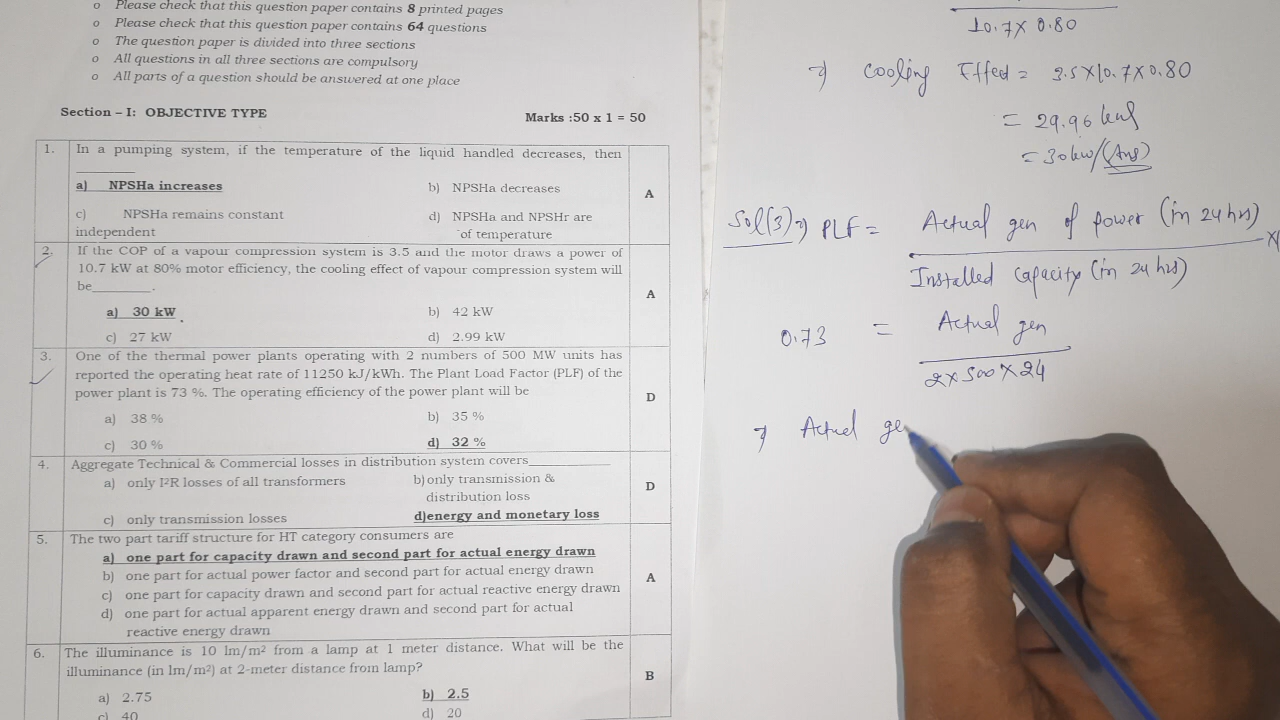 o Please check that this question paper contains 8 printed pages
o Please check that this question paper contains 64 questions
o The question paper is divided into three sections
o All questions in all three sections are compulsory
o All parts of a question should be answered at one place
Section – I: OBJECTIVE TYPE Marks :50 x 1 = 50
1. In a pumping system, if the temperature of the liquid handled decreases, then
________
a) NPSHa increases b) NPSHa decreases
A
c) NPSHa remains constant d) NPSHa and NPSHr are
independent of temperature
2. If the COP of a vapour compression system is 3.5 and the motor draws a power of
10.7 kW at 80% motor efficiency, the cooling effect of vapour compression system will
be________.
A
a) 30 kW b) 42 kW
c) 27 kW d) 2.99 kW
3. One of the thermal power plants operating with 2 numbers of 500 MW units has
reported the operating heat rate of 11250 kJ/kWh. The Plant Load Factor (PLF) of the
power plant is 73 %. The operating efficiency of the power plant will be
D
a) 38 % b) 35 %
c) 30 % d) 32 %
4. Aggregate Technical & Commercial losses in distribution system covers___________
a) only I²R losses of all transformers b) only transmission &
distribution loss
D
c) only transmission losses d)energy and monetary loss
5. The two part tariff structure for HT category consumers are
a) one part for capacity drawn and second part for actual energy drawn
b) one part for actual power factor and second part for actual energy drawn
A
c) one part for capacity drawn and second part for actual reactive energy drawn
d) one part for actual apparent energy drawn and second part for actual
reactive energy drawn
6. The illuminance is 10 lm/m² from a lamp at 1 meter distance. What will be the
illuminance (in lm/m²) at 2-meter distance from lamp?
B
a) 2.75 b) 2.5
c) 40 d) 20
10.7 × 0.80
⇒ Cooling Effect = 3.5×10.7×0.80
= 29.96 kW
= 30kW/(Ans)
Sol(3)⇒ PLF = Actual gen of power (in 24 hrs)
Installed capacity (in 24 hrs)
0.73 = Actual gen
2×500×24
⇒ Actual ge